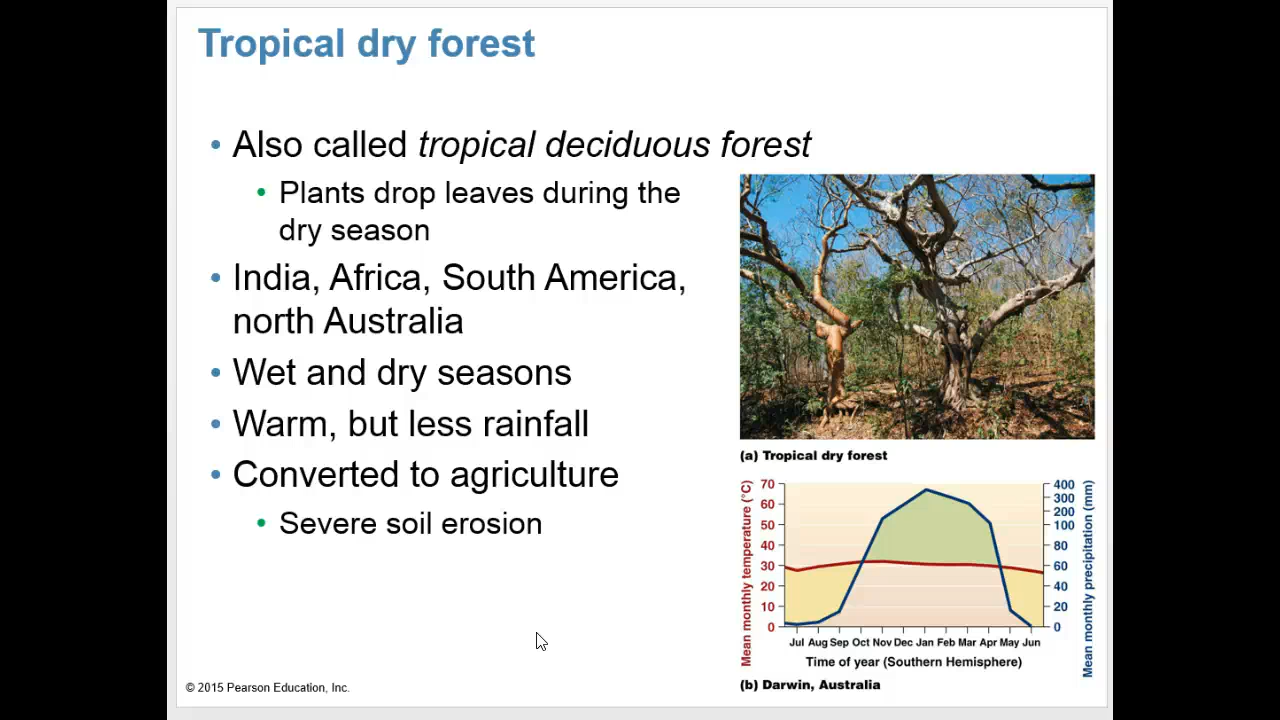 Tropical dry forest
• Also called tropical deciduous forest
• Plants drop leaves during the
dry season
• India, Africa, South America,
north Australia
• Wet and dry seasons
• Warm, but less rainfall
• Converted to agriculture
• Severe soil erosion
(a) Tropical dry forest
Mean monthly temperature (°C)
70
60
50
40
30
20
10
0
400
300
200
100
80
60
40
20
0
Mean monthly precipitation (mm)
Jul Aug Sep Oct Nov Dec Jan Feb Mar Apr May Jun
Time of year (Southern Hemisphere)
(b) Darwin, Australia
© 2015 Pearson Education, Inc.